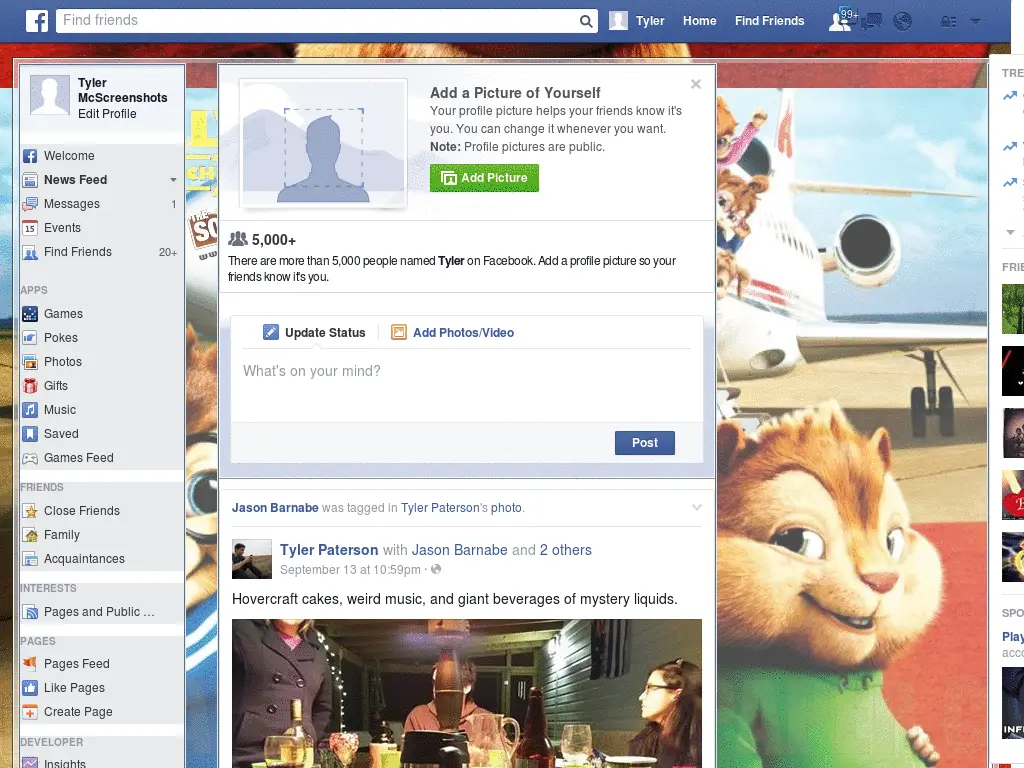 Find friends
Tyler
Home
Find Friends
99+
Tyler
McScreenshots
Edit Profile
Welcome
News Feed
Messages 1
Events
Find Friends 20+
APPS
Games
Pokes
Photos
Gifts
Music
Saved
Games Feed
FRIENDS
Close Friends
Family
Acquaintances
INTERESTS
Pages and Public ...
PAGES
Pages Feed
Like Pages
Create Page
DEVELOPER
Insights
Add a Picture of Yourself
Your profile picture helps your friends know it's
you. You can change it whenever you want.
Note: Profile pictures are public.
Add Picture
5,000+
There are more than 5,000 people named Tyler on Facebook. Add a profile picture so your
friends know it's you.
Update Status
Add Photos/Video
What's on your mind?
Post
Jason Barnabe was tagged in Tyler Paterson's photo.
Tyler Paterson with Jason Barnabe and 2 others
September 13 at 10:59pm ·
Hovercraft cakes, weird music, and giant beverages of mystery liquids.
THE
SO
TRE
FRIE
SPO
Play
acco
INF